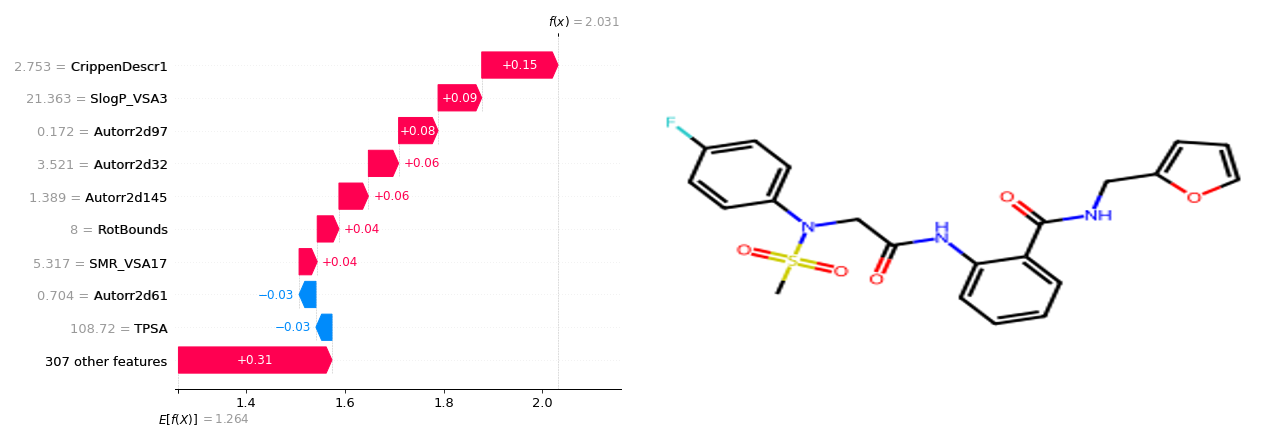 f(x) = 2.031
2.753 = CrippenDescr1
+0.15
21.363 = SlogP_VSA3
+0.09
0.172 = Autorr2d97
+0.08
3.521 = Autorr2d32
+0.06
1.389 = Autorr2d145
+0.06
8 = RotBounds
+0.04
5.317 = SMR_VSA17
+0.04
0.704 = Autorr2d61
−0.03
108.72 = TPSA
−0.03
307 other features
+0.31
1.4 1.6 1.8 2.0
E[f(X)] = 1.264
F
N
O
S
O
O
H
N
O
NH
O